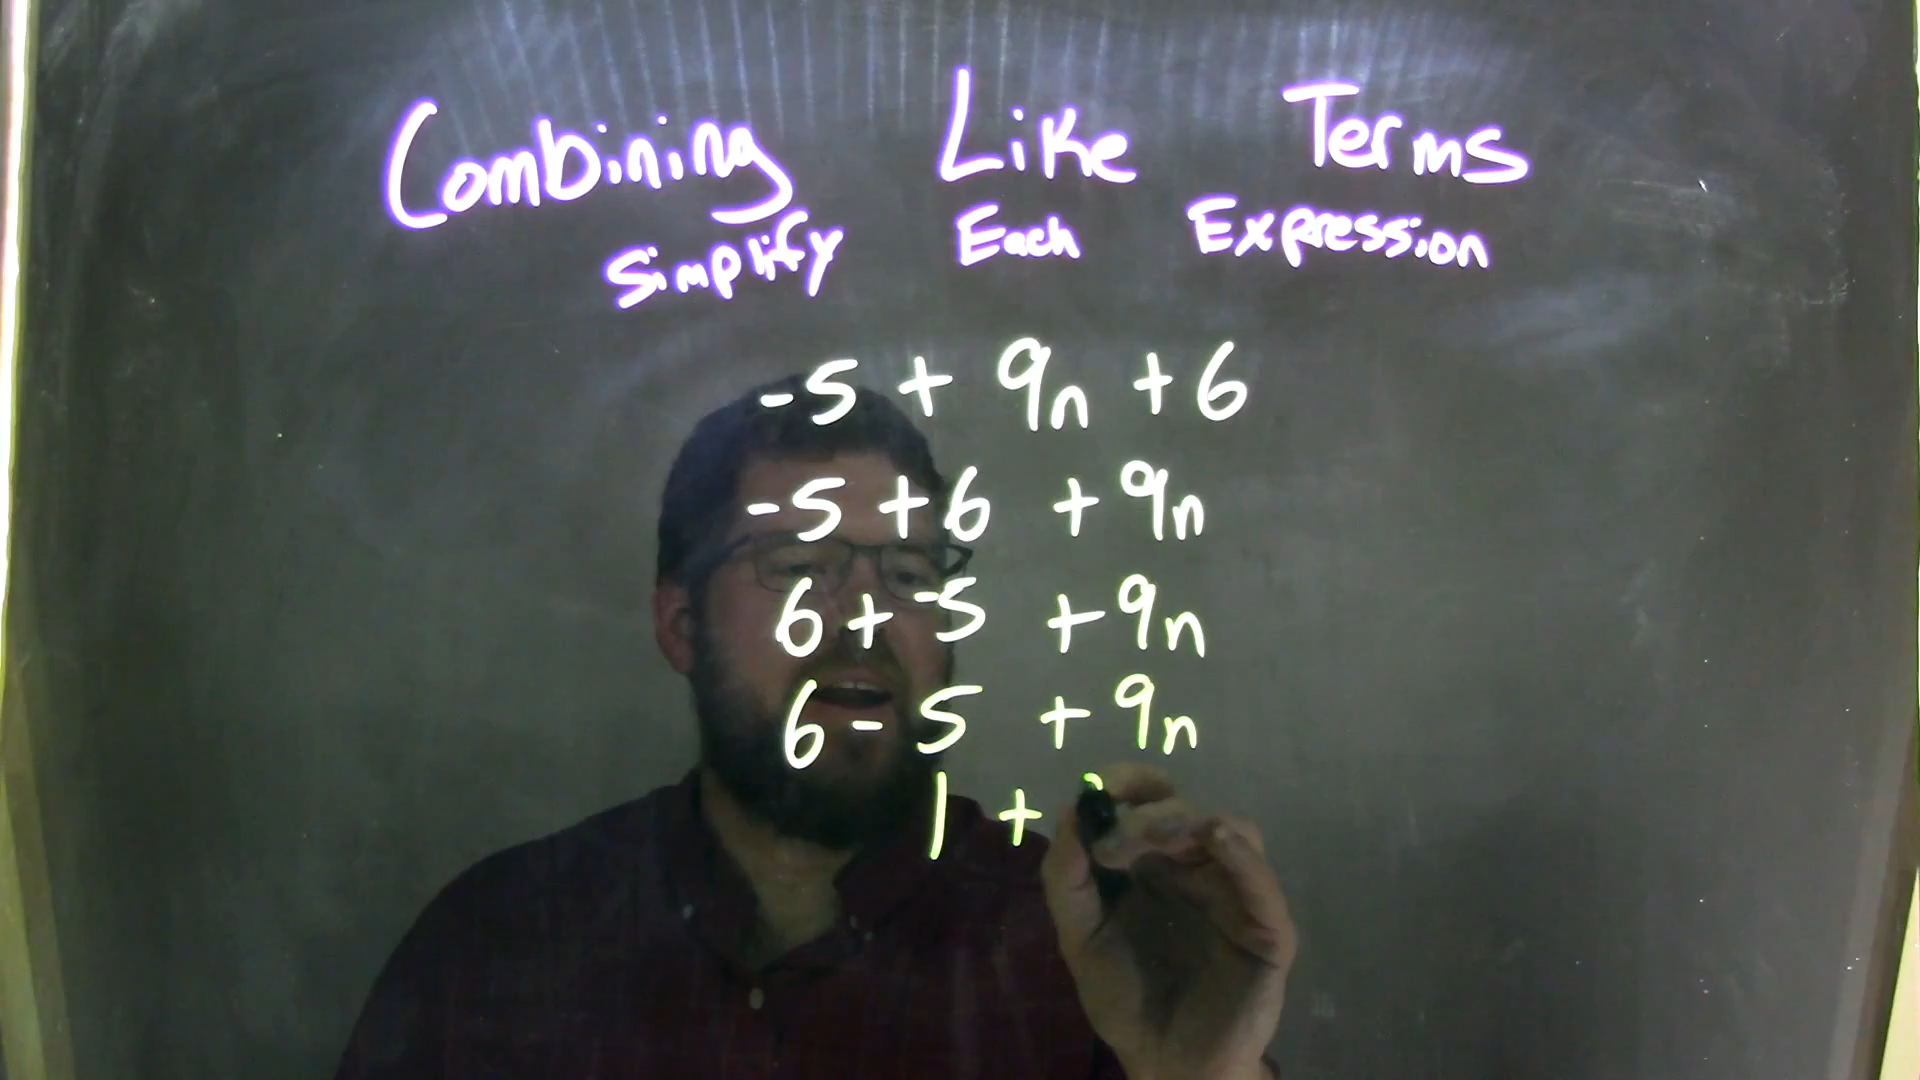 Combining Like Terms
Simplify Each Expression
-5 + 9n + 6
-5 + 6 + 9n
6 + -5 + 9n
6 - 5 + 9n
1 +